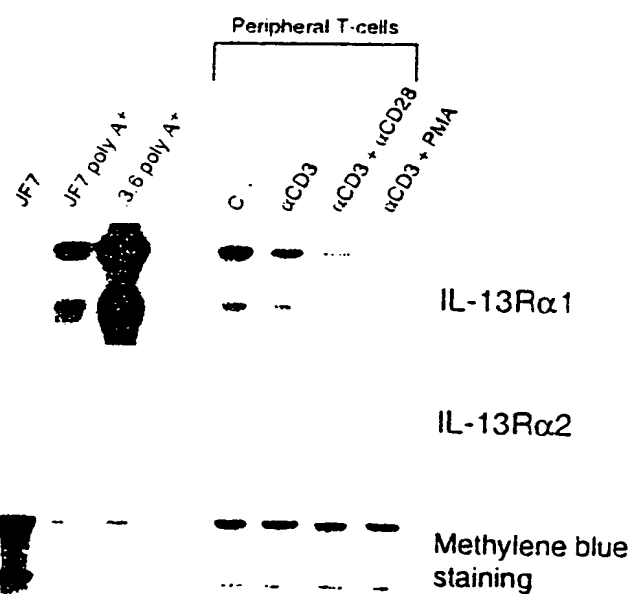 Peripheral T-cells
JF7
JF7 poly A+
3.6 poly A+
C
αCD3
αCD3 + αCD28
αCD3 + PMA
IL-13Rα1
IL-13Rα2
Methylene blue
staining